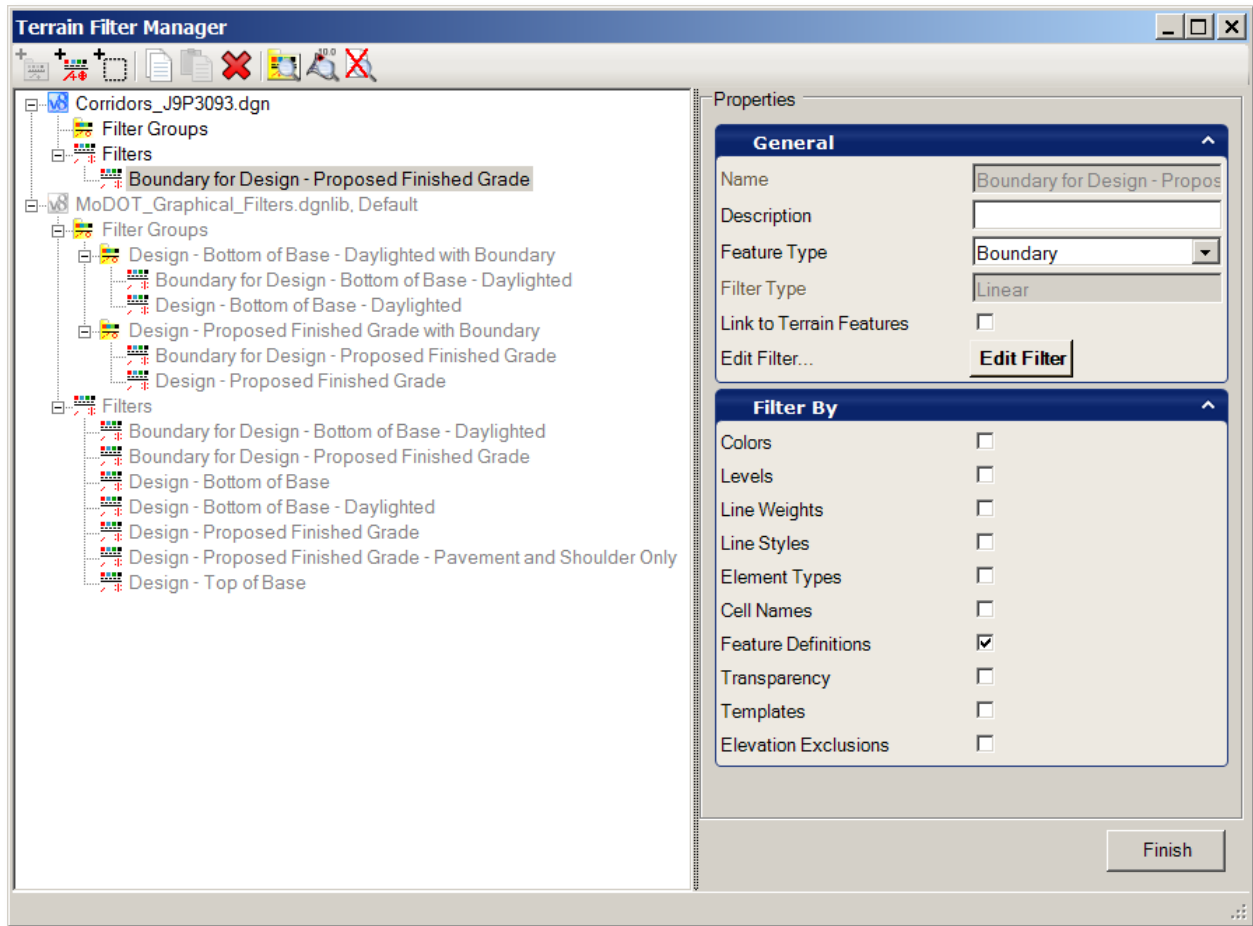 Terrain Filter Manager
10.0
Corridors_J9P3093.dgn
Filter Groups
Filters
Boundary for Design - Proposed Finished Grade
MoDOT_Graphical_Filters.dgnlib, Default
Filter Groups
Design - Bottom of Base - Daylighted with Boundary
Boundary for Design - Bottom of Base - Daylighted
Design - Bottom of Base - Daylighted
Design - Proposed Finished Grade with Boundary
Boundary for Design - Proposed Finished Grade
Design - Proposed Finished Grade
Filters
Boundary for Design - Bottom of Base - Daylighted
Boundary for Design - Proposed Finished Grade
Design - Bottom of Base
Design - Bottom of Base - Daylighted
Design - Proposed Finished Grade
Design - Proposed Finished Grade - Pavement and Shoulder Only
Design - Top of Base
Properties
General
Name Boundary for Design - Propos
Description
Feature Type Boundary
Filter Type Linear
Link to Terrain Features
Edit Filter... Edit Filter
Filter By
Colors
Levels
Line Weights
Line Styles
Element Types
Cell Names
Feature Definitions
Transparency
Templates
Elevation Exclusions
Finish